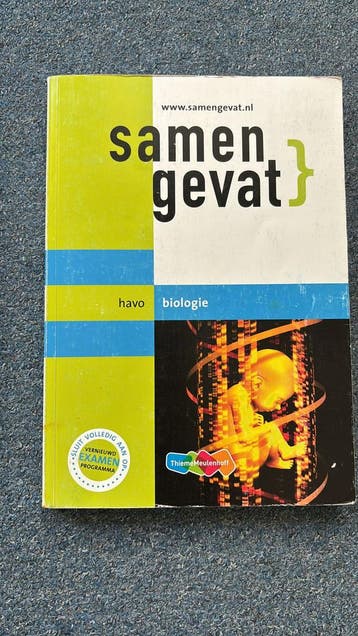 www.samengevat.nl
samen
gevat}
havo biologie
SLUIT VOLLEDIG AAN OP
VERNIEUWD
EXAMEN
PROGRAMMA
ThiemeMeulenhoff